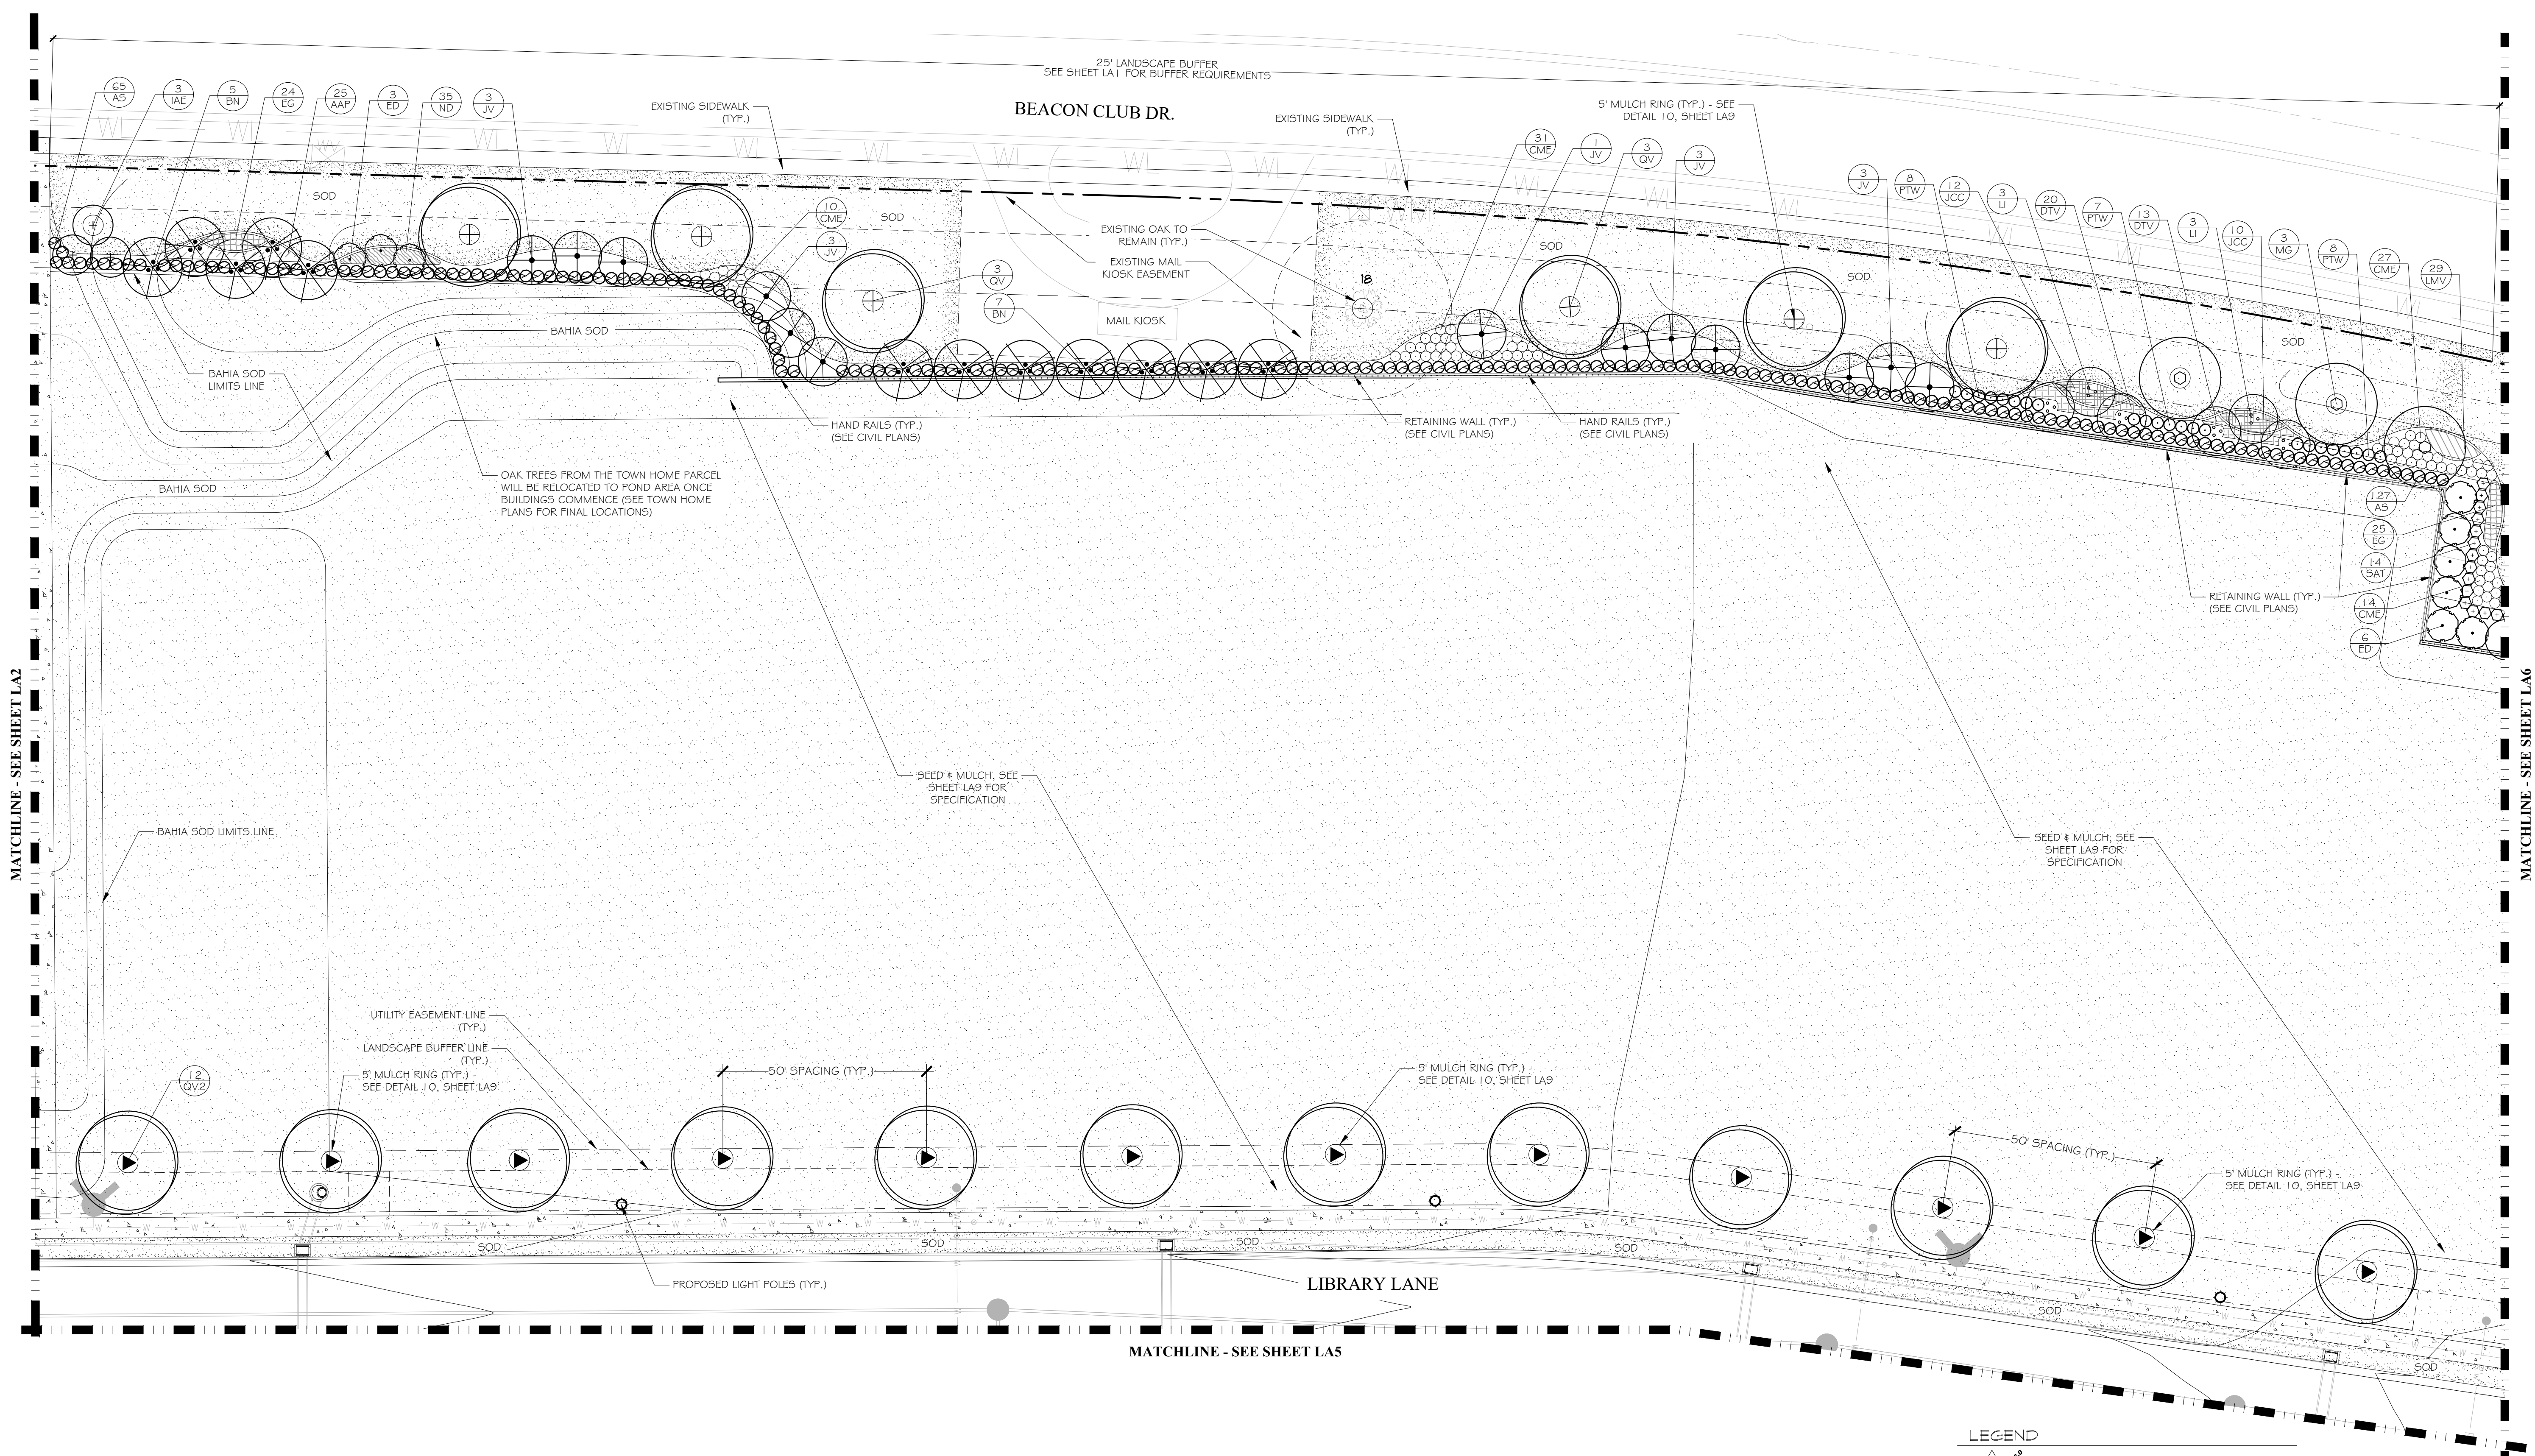 25' LANDSCAPE BUFFER
SEE SHEET LA1 FOR BUFFER REQUIREMENTS
BEACON CLUB DR.
65
AS
3
IAE
5
BN
24
EG
25
AAP
3
ED
35
ND
3
JV
EXISTING SIDEWALK
(TYP.)
EXISTING SIDEWALK
(TYP.)
5' MULCH RING (TYP.) - SEE
DETAIL 10, SHEET LA9
31
CME
1
JV
3
QV
3
JV
3
JV
8
PTW
12
JCC
3
LI
20
DTV
7
PTW
13
DTV
3
LI
10
JCC
3
MG
8
PTW
27
CME
29
LMV
SOD
10
CME
3
JV
SOD
3
QV
7
BN
EXISTING OAK TO
REMAIN (TYP.)
EXISTING MAIL
KIOSK EASEMENT
MAIL KIOSK
18
SOD
SOD
SOD
BAHIA SOD
BAHIA SOD
LIMITS LINE
HAND RAILS (TYP.)
(SEE CIVIL PLANS)
RETAINING WALL (TYP.)
(SEE CIVIL PLANS)
HAND RAILS (TYP.)
(SEE CIVIL PLANS)
BAHIA SOD
OAK TREES FROM THE TOWN HOME PARCEL
WILL BE RELOCATED TO POND AREA ONCE
BUILDINGS COMMENCE (SEE TOWN HOME
PLANS FOR FINAL LOCATIONS)
127
AS
25
EG
14
SAT
14
CME
6
ED
RETAINING WALL (TYP.)
(SEE CIVIL PLANS)
MATCHLINE - SEE SHEET LA2
MATCHLINE - SEE SHEET LA6
SEED & MULCH, SEE
SHEET LA9 FOR
SPECIFICATION
SEED & MULCH, SEE
SHEET LA9 FOR
SPECIFICATION
BAHIA SOD LIMITS LINE
UTILITY EASEMENT LINE
(TYP.)
LANDSCAPE BUFFER LINE
(TYP.)
5' MULCH RING (TYP.) -
SEE DETAIL 10, SHEET LA9
12
QV2
50' SPACING (TYP.)
5' MULCH RING (TYP.) -
SEE DETAIL 10, SHEET LA9
50' SPACING (TYP.)
5' MULCH RING (TYP.) -
SEE DETAIL 10, SHEET LA9
SOD
SOD
SOD
SOD
SOD
SOD
PROPOSED LIGHT POLES (TYP.)
LIBRARY LANE
MATCHLINE - SEE SHEET LA5
LEGEND